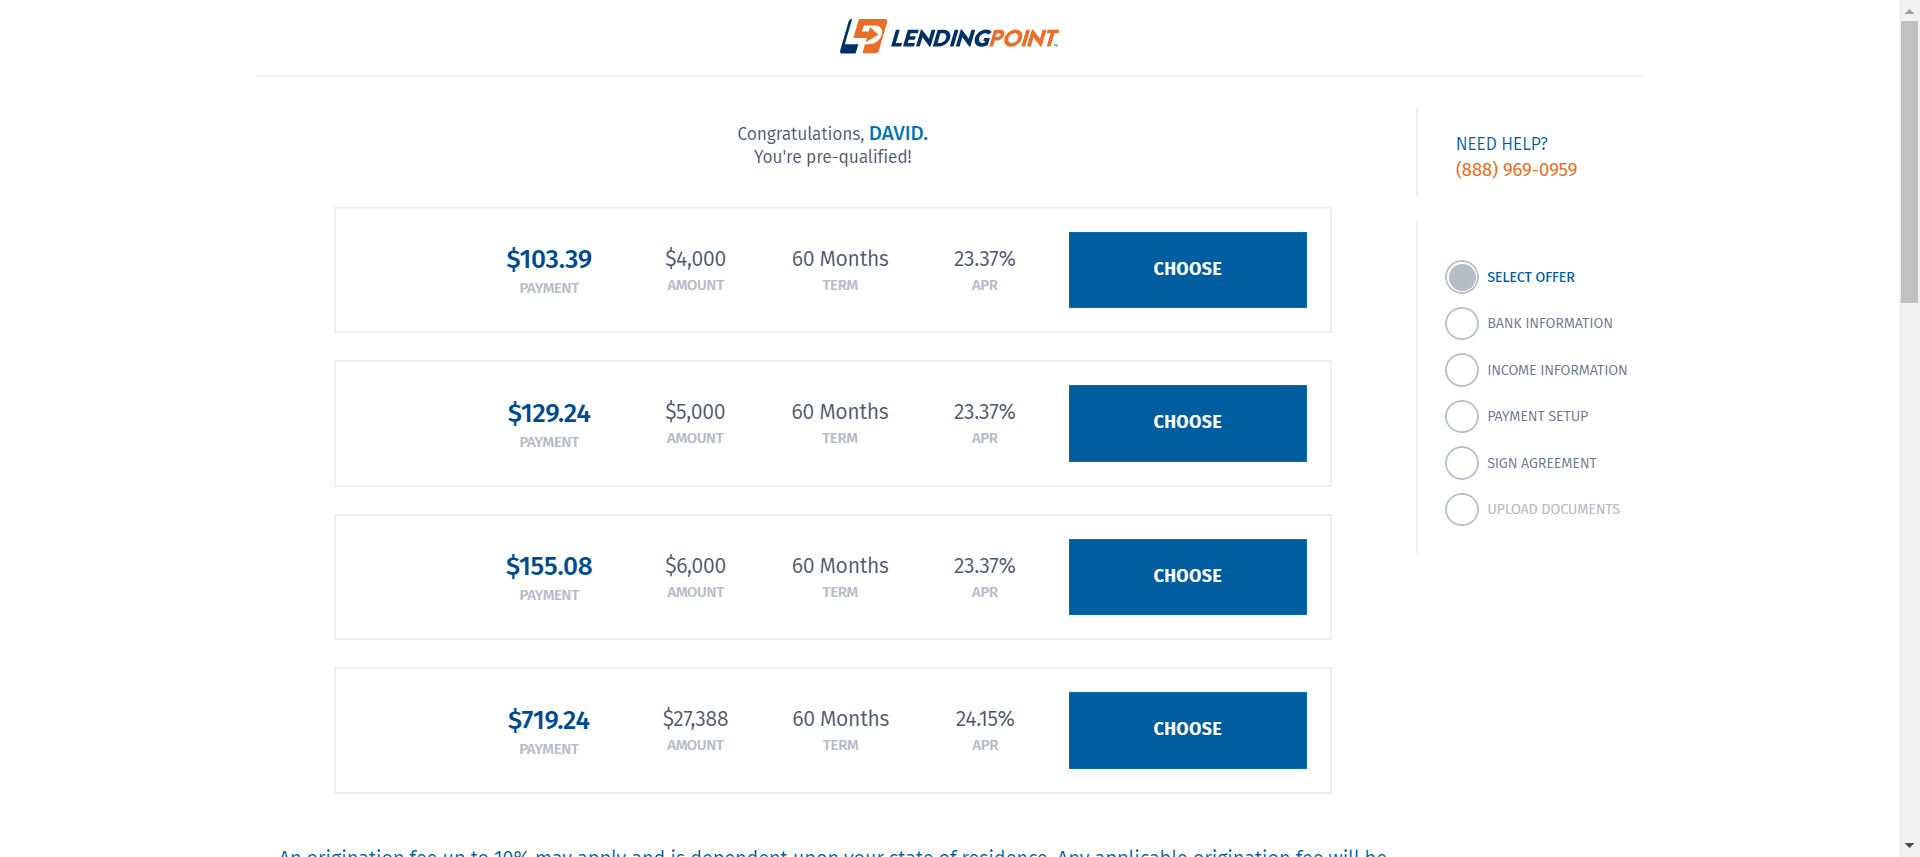 LENDINGPOINT
Congratulations, DAVID.
You're pre-qualified!
NEED HELP?
(888) 969-0959
$103.39 $4,000 60 Months 23.37% CHOOSE
PAYMENT AMOUNT TERM APR
$129.24 $5,000 60 Months 23.37% CHOOSE
PAYMENT AMOUNT TERM APR
$155.08 $6,000 60 Months 23.37% CHOOSE
PAYMENT AMOUNT TERM APR
$719.24 $27,388 60 Months 24.15% CHOOSE
PAYMENT AMOUNT TERM APR
SELECT OFFER
BANK INFORMATION
INCOME INFORMATION
PAYMENT SETUP
SIGN AGREEMENT
UPLOAD DOCUMENTS
An origination fee up to 10% may apply and is dependent upon your state of residence. Any applicable origination fee will be